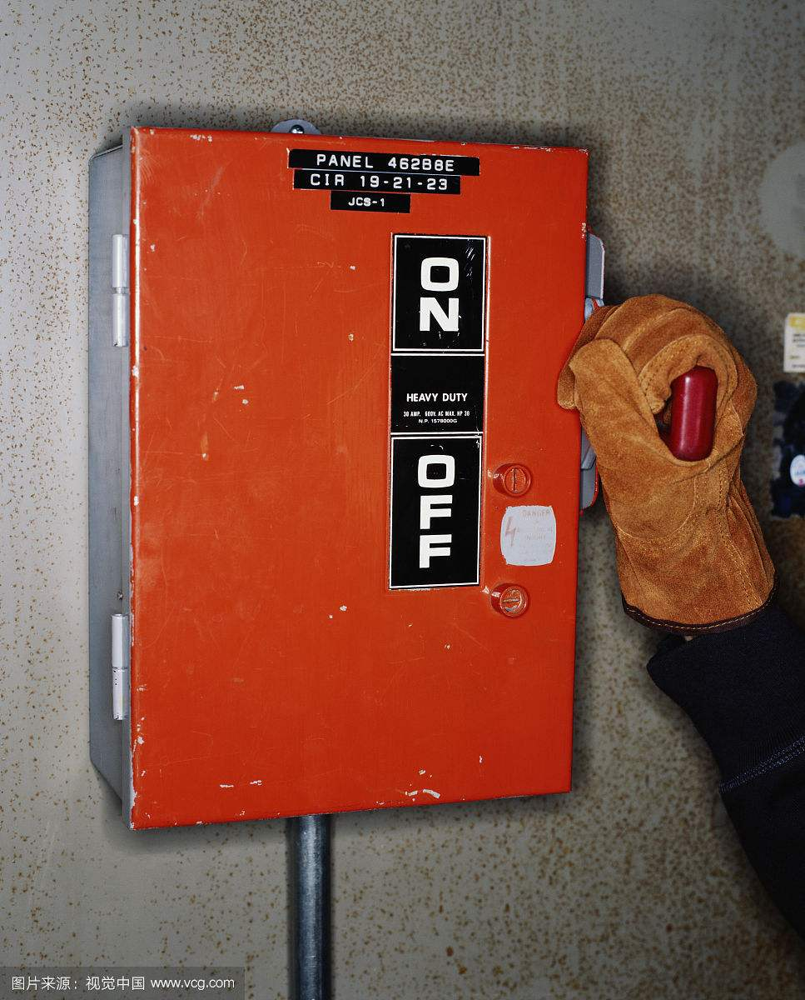 PANEL 462B8E
CIR 19-21-23
JCS-1
ON
HEAVY DUTY
30 AMP. 600V. AC MAX. HP 30
N.P. 1578000G
OFF
DANGER
图片来源：视觉中国 www.vcg.com